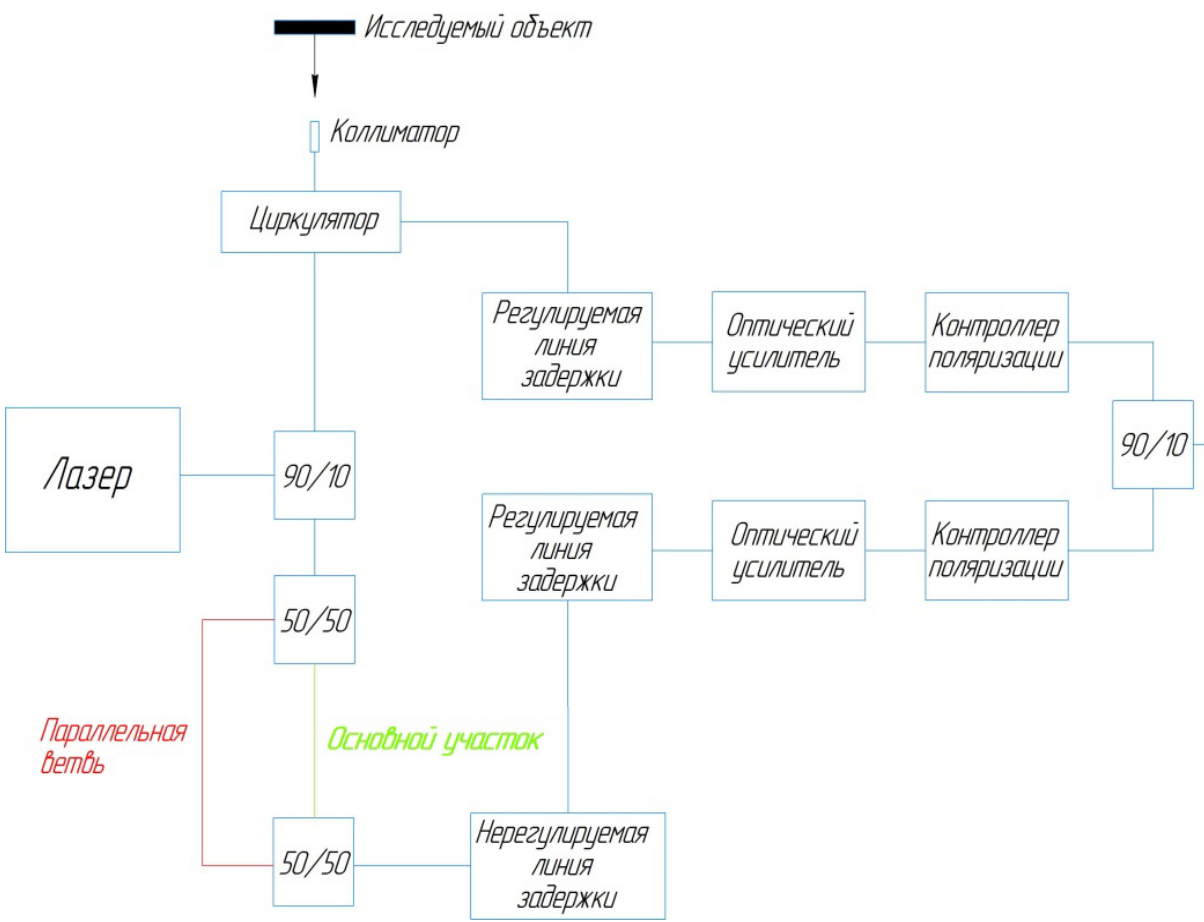 Исследуемый объект
Коллиматор
Циркулятор
Регулируемая
линия
задержки
Оптический
усилитель
Контроллер
поляризации
Лазер
90/10
90/10
Регулируемая
линия
задержки
Оптический
усилитель
Контроллер
поляризации
50/50
Параллельная
ветвь
Основной участок
50/50
Нерегулируемая
линия
задержки